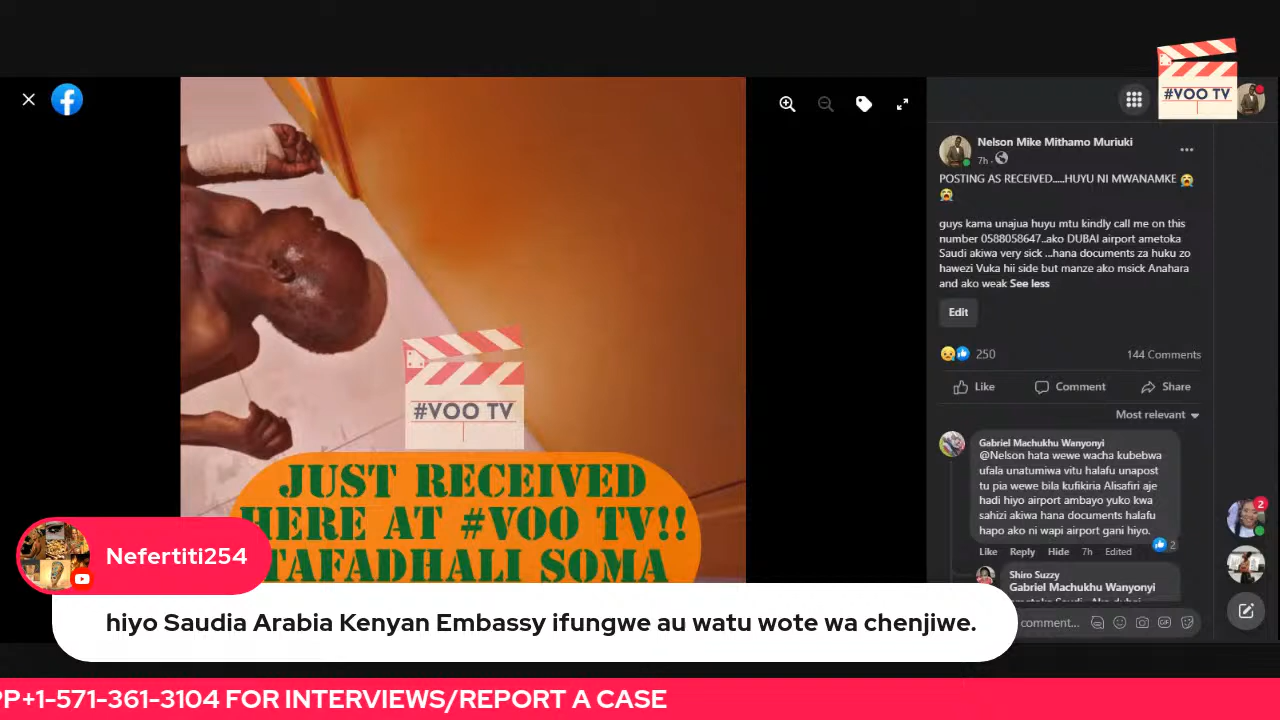 #VOO TV
Nelson Mike Mithamo Muriuki
7h ·
POSTING AS RECEIVED.....HUYU NI MWANAMKE
guys kama unajua huyu mtu kindly call me on this
number 0588058647..ako DUBAI airport ametoka
Saudi akiwa very sick ...hana documents za huku zo
hawezi Vuka hii side but manze ako msick Anahara
and ako weak See less
Edit
250
144 Comments
Like
Comment
Share
Most relevant
Gabriel Machukhu Wanyonyi
@Nelson hata wewe wacha kubebwa
ufala unatumiwa vitu halafu unapost
tu pia wewe bila kufikiria Alisafiri aje
hadi hiyo airport ambayo yuko kwa
sahizi akiwa hana documents halafu
hapo ako ni wapi airport gani hiyo.
2
Like Reply Hide 7h Edited
Shiro Suzzy
Gabriel Machukhu Wanyonyi
comment...
2
#VOO TV
JUST RECEIVED
HERE AT #VOO TV!!
TAFADHALI SOMA
Nefertiti254
hiyo Saudia Arabia Kenyan Embassy ifungwe au watu wote wa chenjiwe.
+1-571-361-3104 FOR INTERVIEWS/REPORT A CASE